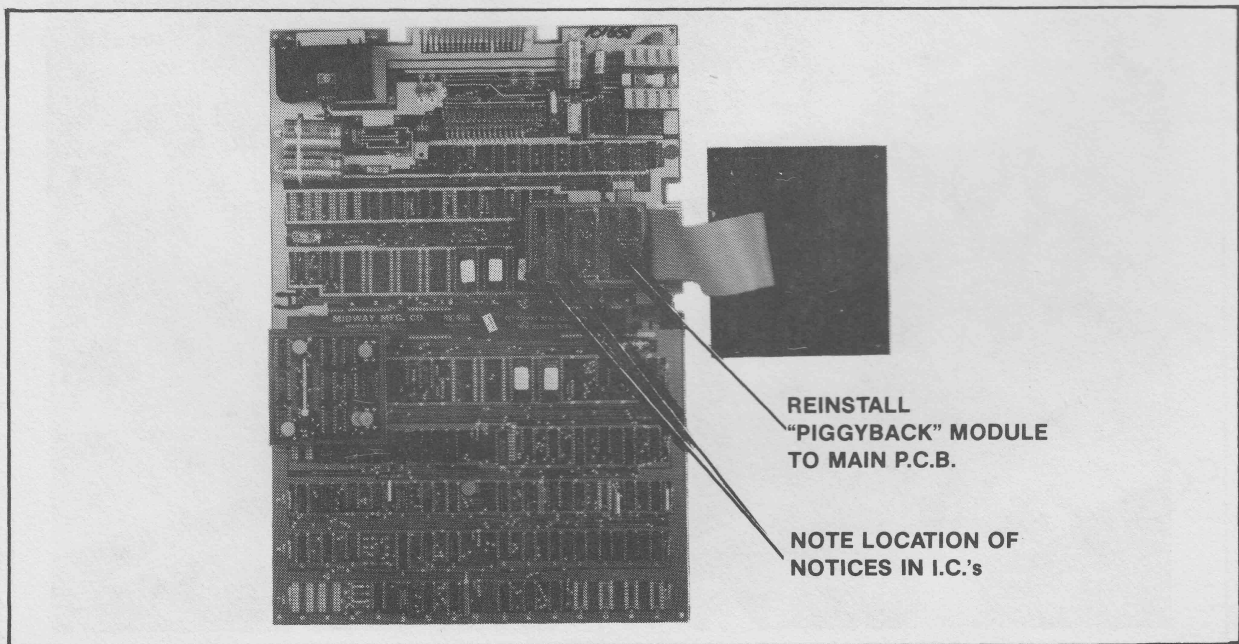 MIDWAY MFG. CO.
REINSTALL
“PIGGYBACK” MODULE
TO MAIN P.C.B.
NOTE LOCATION OF
NOTICES IN I.C.'s